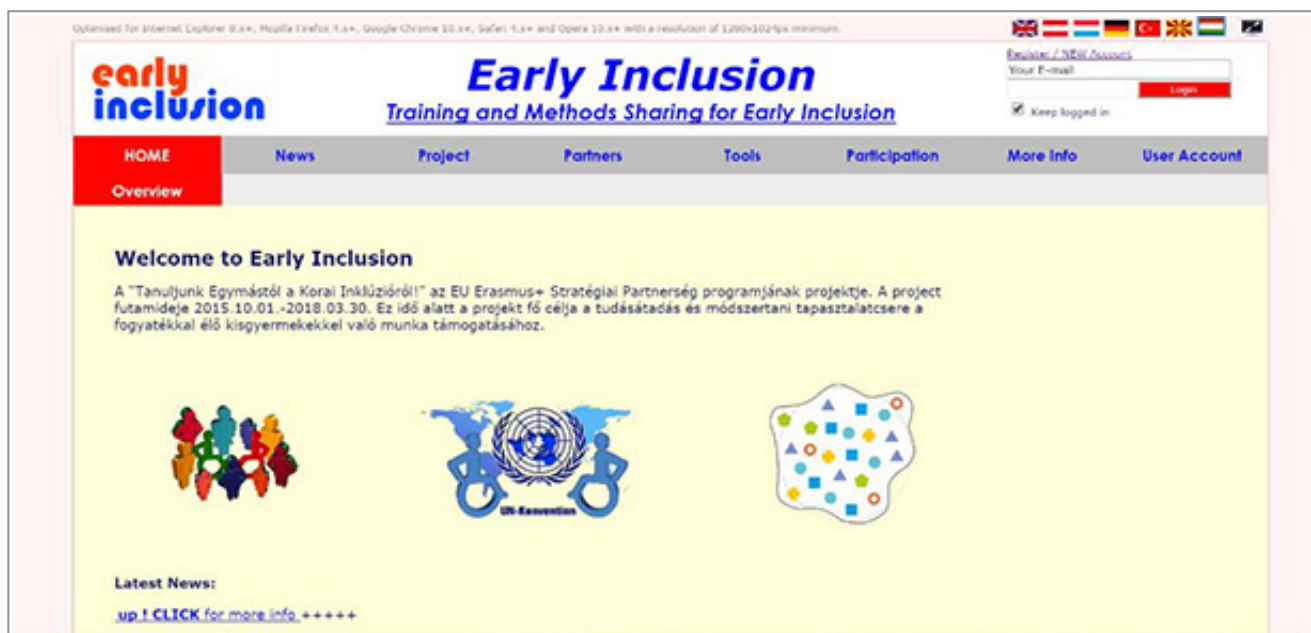 Optimised for Internet Explorer 8.x+, Mozilla Firefox 4.x+, Google Chrome 10.x+, Safari 4.x+ and Opera 10.x+ with a resolution of 1280x1024px minimum.
early
inclusion
Early Inclusion
Training and Methods Sharing for Early Inclusion
Register / NEW Account
Your E-mail
Login
Keep logged in
HOME News Project Partners Tools Participation More Info User Account
Overview
Welcome to Early Inclusion
A "Tanuljunk Egymástól a Korai Inklúzióról!" az EU Erasmus+ Stratégiai Partnerség programjának projektje. A project
futamideje 2015.10.01.-2018.03.30. Ez idő alatt a projekt fő célja a tudásátadás és módszertani tapasztalatcsere a
fogyatékkal élő kisgyermekekkel való munka támogatásához.
UN-Konvention
Latest News:
up ! CLICK for more info +++++